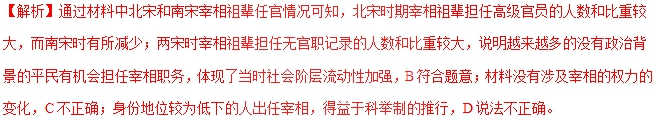 【解析】通过材料中北宋和南宋宰相祖辈任官情况可知，北宋时期宰相祖辈担任高级官员的人数和比重较
大，而南宋时有所减少；两宋时宰相祖辈担任无官职记录的人数和比重较大，说明越来越多的没有政治背
景的平民有机会担任宰相职务，体现了当时社会阶层流动性加强，B 符合题意；材料没有涉及宰相的权力的
变化，C 不正确；身份地位较为低下的人出任宰相，得益于科举制的推行，D 说法不正确。